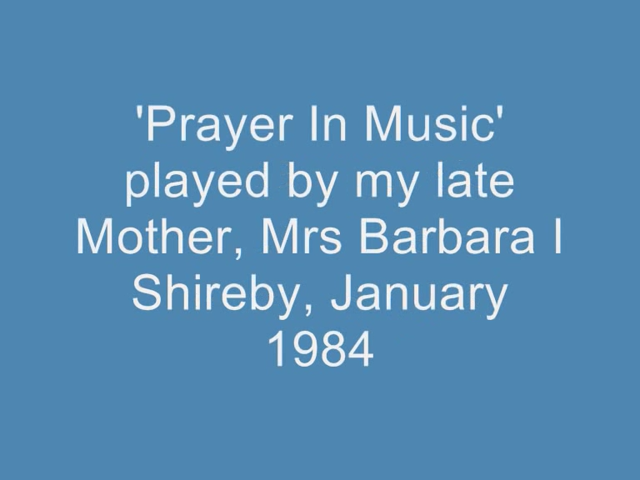 'Prayer In Music'
played by my late
Mother, Mrs Barbara I
Shireby, January
1984